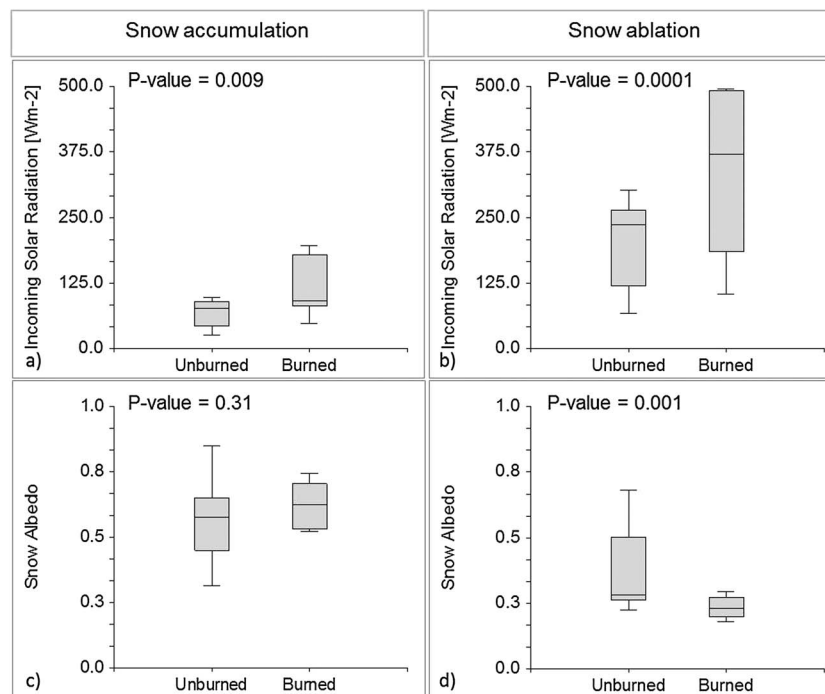 Snow accumulation
Snow ablation
P-value = 0.009
Incoming Solar Radiation [Wm-2]
500.0
375.0
250.0
125.0
0.0
Unburned Burned
a)
P-value = 0.0001
Incoming Solar Radiation [Wm-2]
500.0
375.0
250.0
125.0
0.0
Unburned Burned
b)
P-value = 0.31
Snow Albedo
1.0
0.8
0.5
0.3
0.0
Unburned Burned
c)
P-value = 0.001
Snow Albedo
1.0
0.8
0.5
0.3
0.0
Unburned Burned
d)